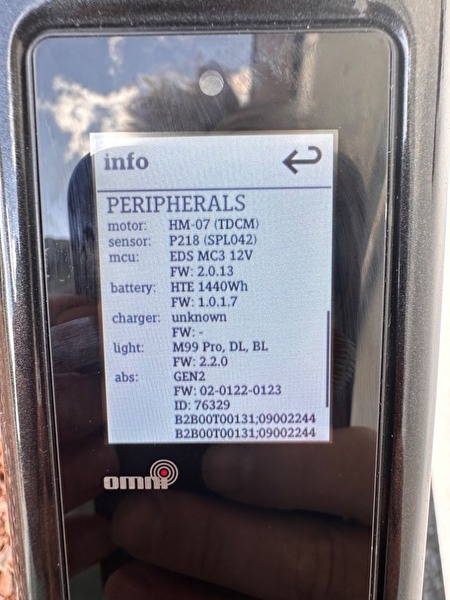 info
PERIPHERALS
motor: HM-07 (TDCM)
sensor: P218 (SPL042)
mcu: EDS MC3 12V
FW: 2.0.13
battery: HTE 1440Wh
FW: 1.0.1.7
charger: unknown
FW: -
light: M99 Pro, DL, BL
FW: 2.2.0
abs: GEN2
FW: 02-0122-0123
ID: 76329
B2B00T00131;09002244
B2B00T00131;09002244
omni